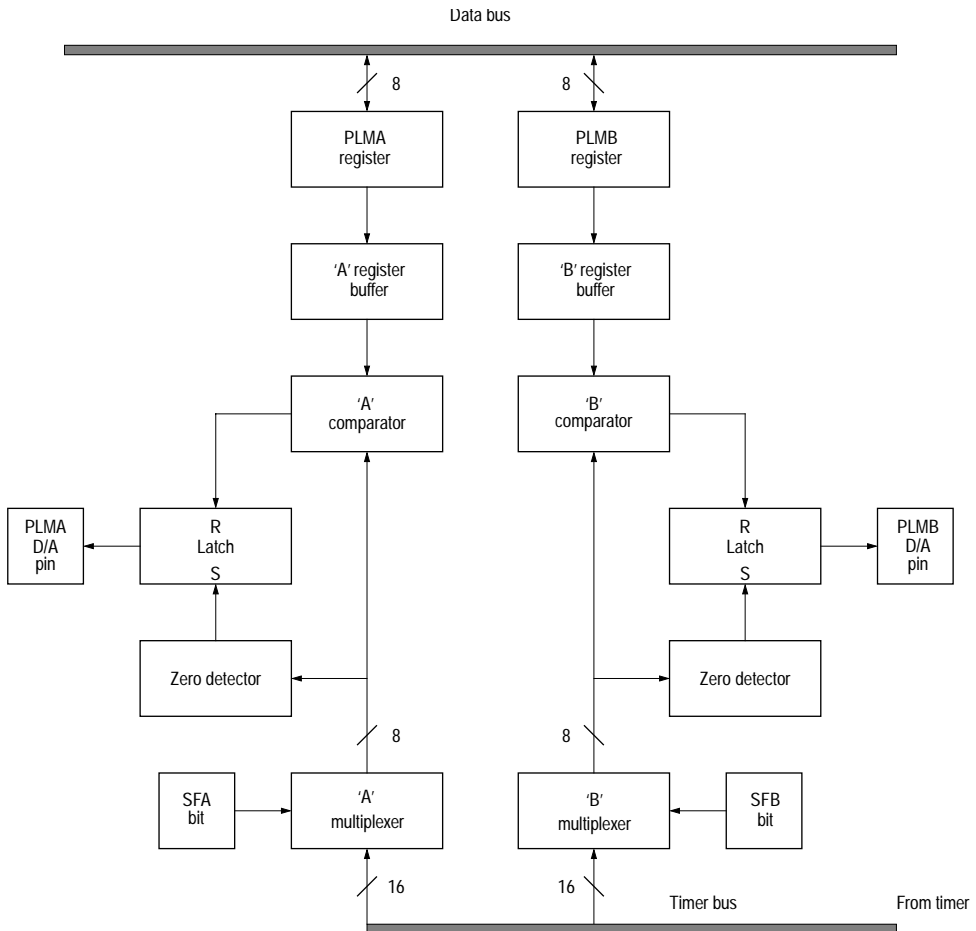 Data bus
8
8
PLMA
register
PLMB
register
‘A’ register
buffer
‘B’ register
buffer
‘A’
comparator
‘B’
comparator
PLMA
D/A
pin
R
Latch
S
R
Latch
S
PLMB
D/A
pin
Zero detector
Zero detector
8
8
SFA
bit
‘A’
multiplexer
‘B’
multiplexer
SFB
bit
16
16
Timer bus
From timer